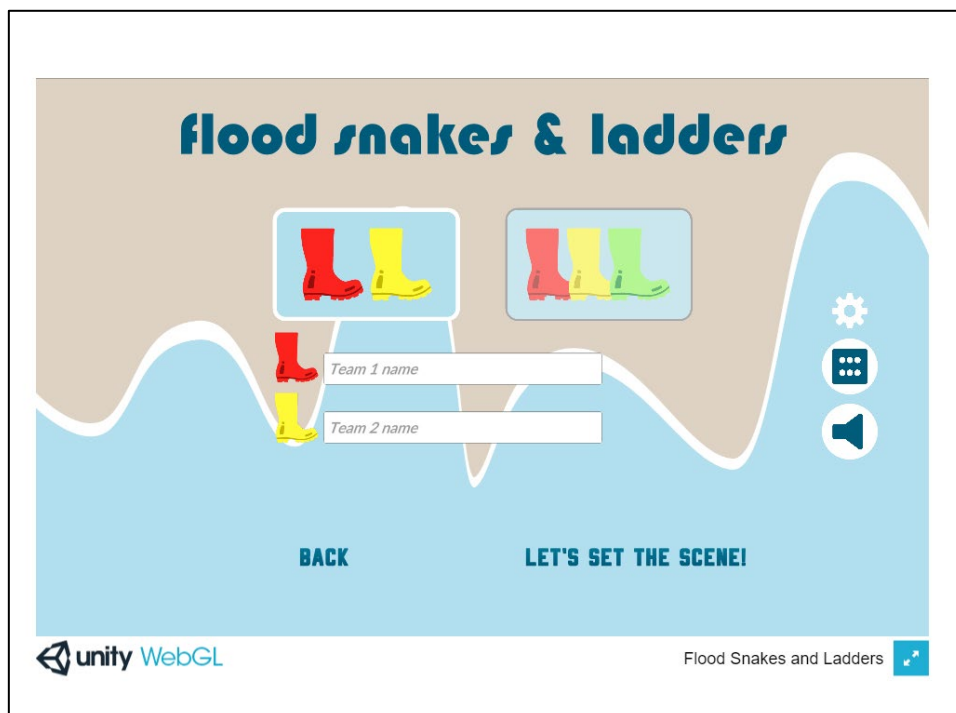 flood snakes & ladders
Team 1 name
Team 2 name
BACK
LET'S SET THE SCENE!
unity WebGL
Flood Snakes and Ladders